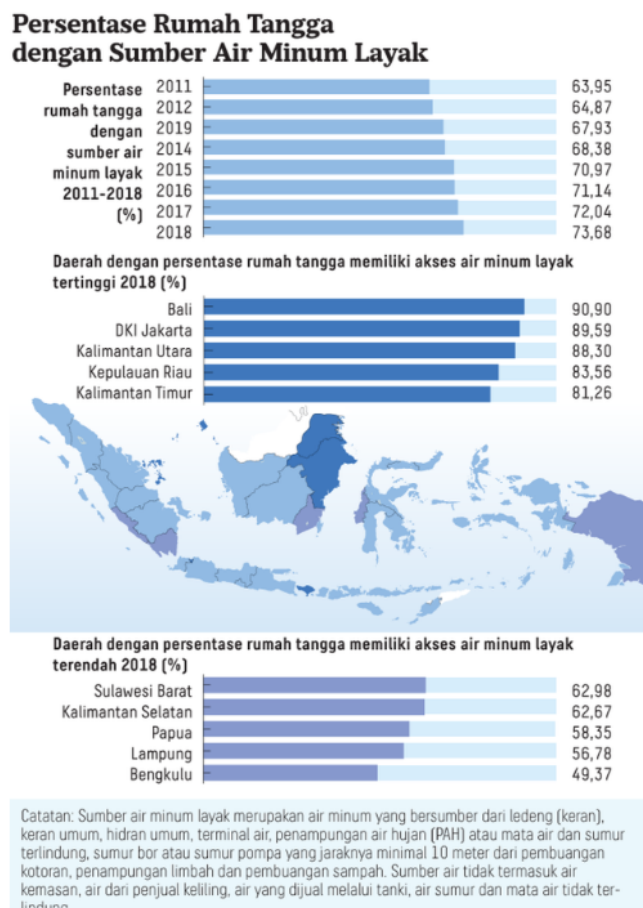 Persentase Rumah Tangga
dengan Sumber Air Minum Layak
Persentase
rumah tangga
dengan
sumber air
minum layak
2011-2018
(%)
2011 63,95
2012 64,87
2019 67,93
2014 68,38
2015 70,97
2016 71,14
2017 72,04
2018 73,68
Daerah dengan persentase rumah tangga memiliki akses air minum layak
tertinggi 2018 (%)
Bali 90,90
DKI Jakarta 89,59
Kalimantan Utara 88,30
Kepulauan Riau 83,56
Kalimantan Timur 81,26
Daerah dengan persentase rumah tangga memiliki akses air minum layak
terendah 2018 (%)
Sulawesi Barat 62,98
Kalimantan Selatan 62,67
Papua 58,35
Lampung 56,78
Bengkulu 49,37
Catatan: Sumber air minum layak merupakan air minum yang bersumber dari ledeng (keran),
keran umum, hidran umum, terminal air, penampungan air hujan (PAH) atau mata air dan sumur
terlindung, sumur bor atau sumur pompa yang jaraknya minimal 10 meter dari pembuangan
kotoran, penampungan limbah dan pembuangan sampah. Sumber air tidak termasuk air
kemasan, air dari penjual keliling, air yang dijual melalui tanki, air sumur dan mata air tidak ter-
lindung